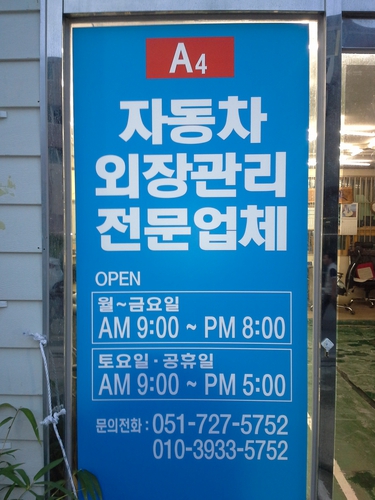 A4
자동차
외장관리
전문업체
OPEN
월~금요일
AM 9:00 ~ PM 8:00
토요일·공휴일
AM 9:00 ~ PM 5:00
문의전화 : 051-727-5752
010-3933-5752